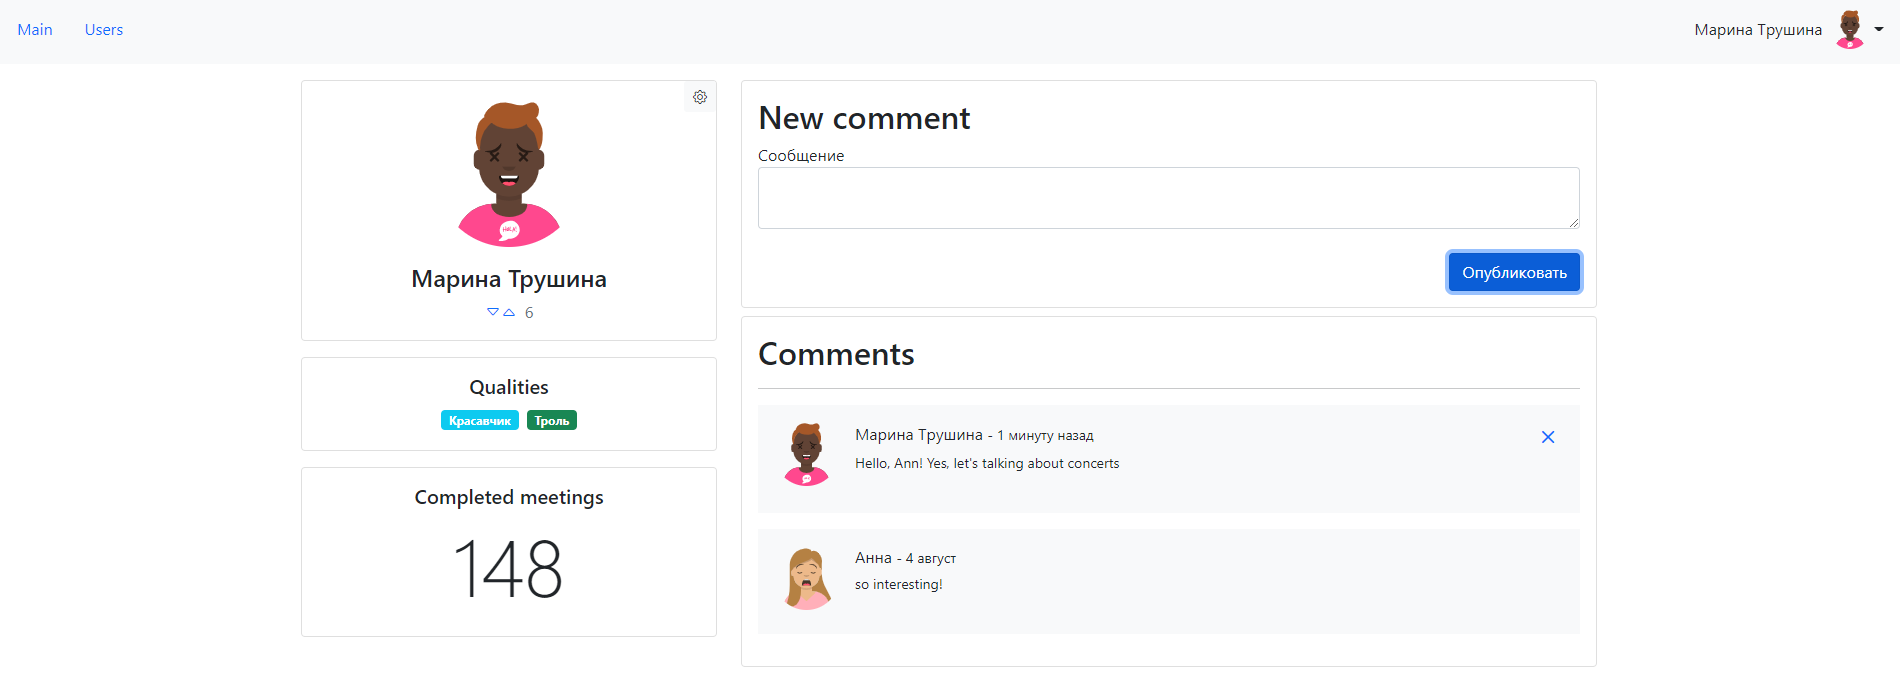 Main Users Марина Трушина
Марина Трушина
6
Qualities
Красавчик Троль
Completed meetings
148
New comment
Сообщение
Опубликовать
Comments
Марина Трушина - 1 минуту назад
Hello, Ann! Yes, let's talking about concerts
Анна - 4 август
so interesting!